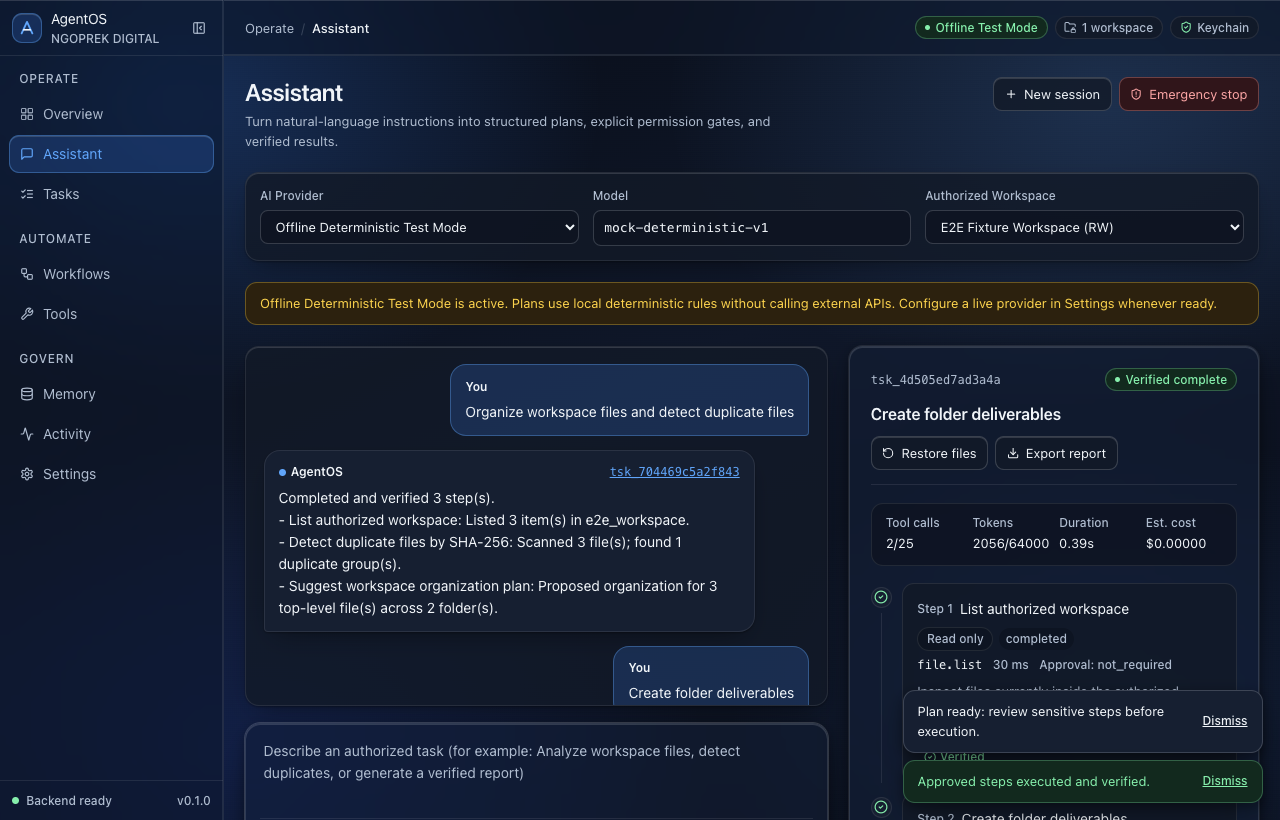 AgentOS
NGOPREK DIGITAL
OPERATE
Overview
Assistant
Tasks
AUTOMATE
Workflows
Tools
GOVERN
Memory
Activity
Settings
Backend ready
v0.1.0
Operate / Assistant
Offline Test Mode
1 workspace
Keychain
Assistant
Turn natural-language instructions into structured plans, explicit permission gates, and
verified results.
New session
Emergency stop
AI Provider
Offline Deterministic Test Mode
Model
mock-deterministic-v1
Authorized Workspace
E2E Fixture Workspace (RW)
Offline Deterministic Test Mode is active. Plans use local deterministic rules without calling external APIs. Configure a live provider in Settings whenever ready.
You
Organize workspace files and detect duplicate files
AgentOS
tsk_704469c5a2f843
Completed and verified 3 step(s).
- List authorized workspace: Listed 3 item(s) in e2e_workspace.
- Detect duplicate files by SHA-256: Scanned 3 file(s); found 1
duplicate group(s).
- Suggest workspace organization plan: Proposed organization for 3
top-level file(s) across 2 folder(s).
You
Create folder deliverables
Describe an authorized task (for example: Analyze workspace files, detect
duplicates, or generate a verified report)
tsk_4d505ed7ad3a4a
Verified complete
Create folder deliverables
Restore files
Export report
Tool calls
2/25
Tokens
2056/64000
Duration
0.39s
Est. cost
$0.00000
Step 1 List authorized workspace
Read only
completed
file.list 30 ms Approval: not_required
Inspect files currently inside the authorized
Plan ready: review sensitive steps before
execution.
Dismiss
Verified
Approved steps executed and verified.
Dismiss
Step 2 Create folder deliverables